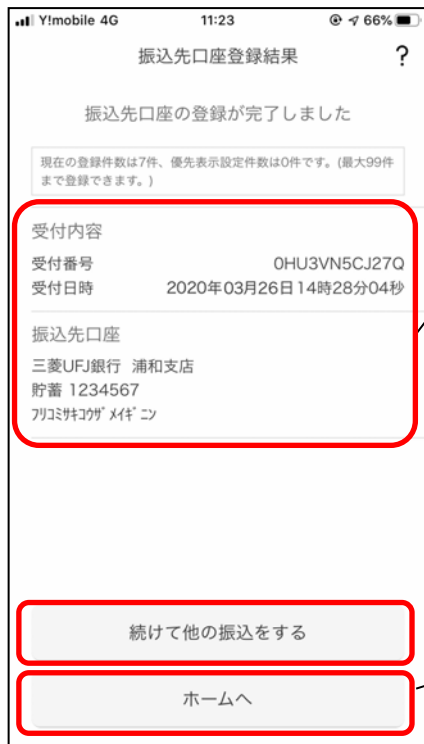 Y!mobile 4G 11:23 66%
振込先口座登録結果 ?
振込先口座の登録が完了しました
現在の登録件数は7件、優先表示設定件数は0件です。(最大99件
まで登録できます。)
受付内容
受付番号 0HU3VN5CJ27Q
受付日時 2020年03月26日14時28分04秒
振込先口座
三菱UFJ銀行 浦和支店
貯蓄 1234567
ﾌﾘｺﾐｻｷｺｳｻﾞﾒｲｷﾞﾆﾝ
続けて他の振込をする
ホームへ